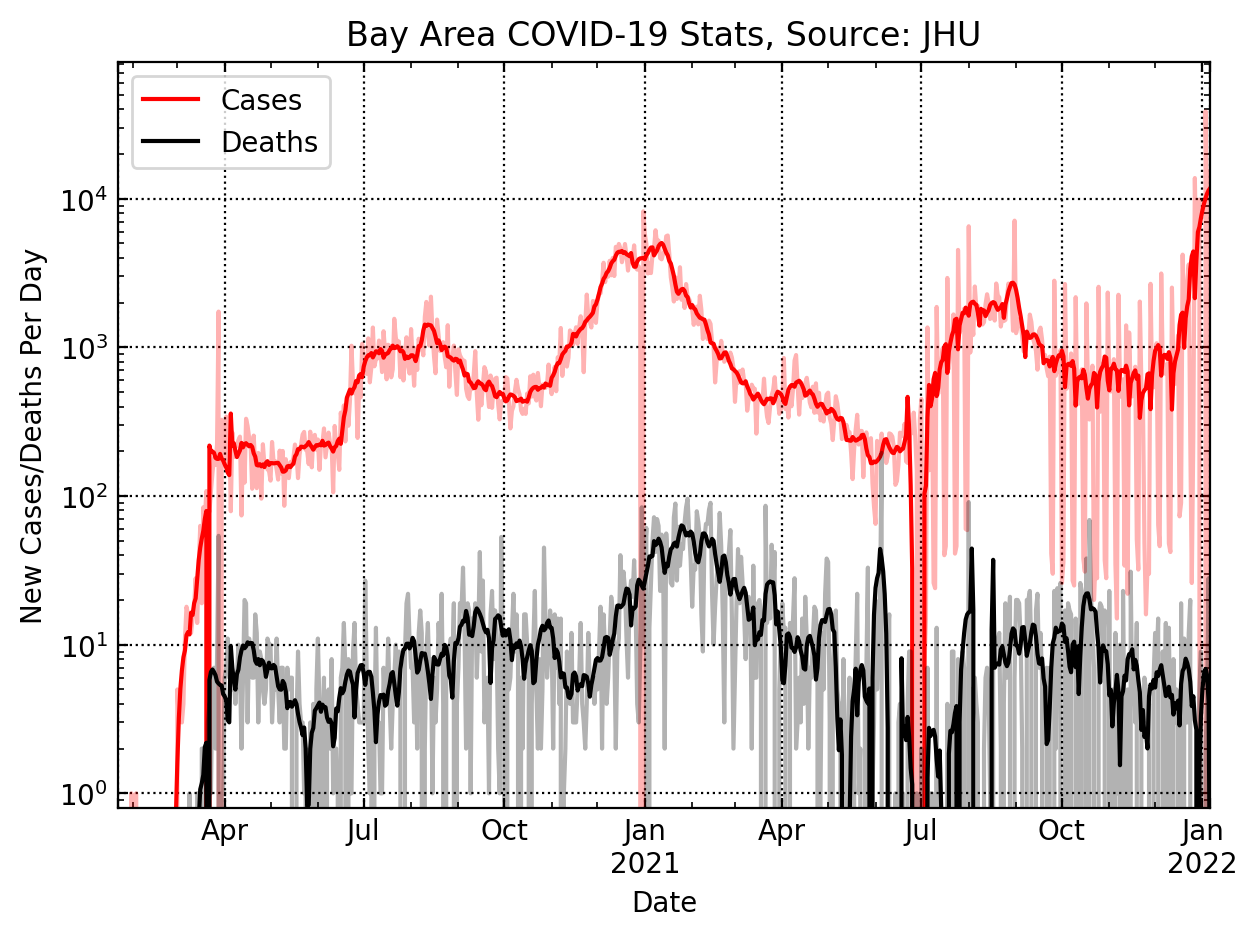 Bay Area COVID-19 Stats, Source: JHU
Cases
Deaths
10⁴
10³
10²
10¹
10⁰
New Cases/Deaths Per Day
Apr Jul Oct Jan Apr Jul Oct Jan
2021 2022
Date